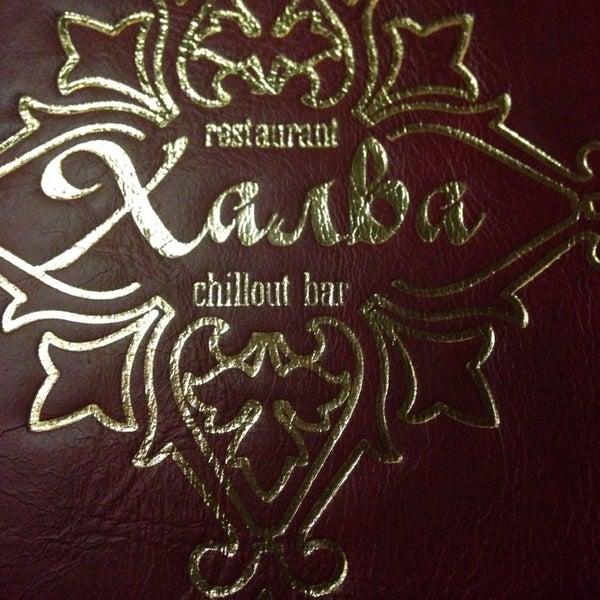 restaurant
Халва
chillout bar